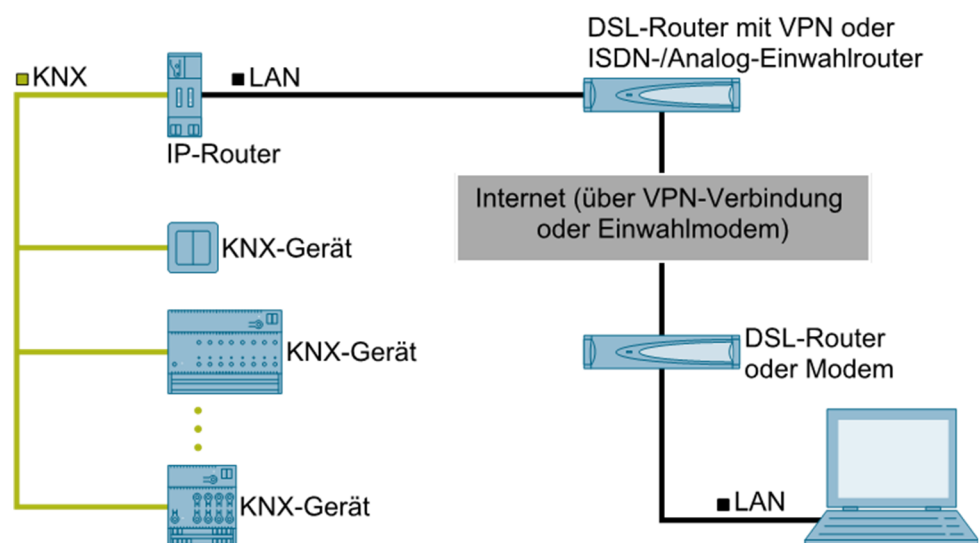 DSL-Router mit VPN oder
ISDN-/Analog-Einwahlrouter
KNX
LAN
IP-Router
Internet (über VPN-Verbindung
oder Einwahlmodem)
KNX-Gerät
KNX-Gerät
DSL-Router
oder Modem
KNX-Gerät
LAN